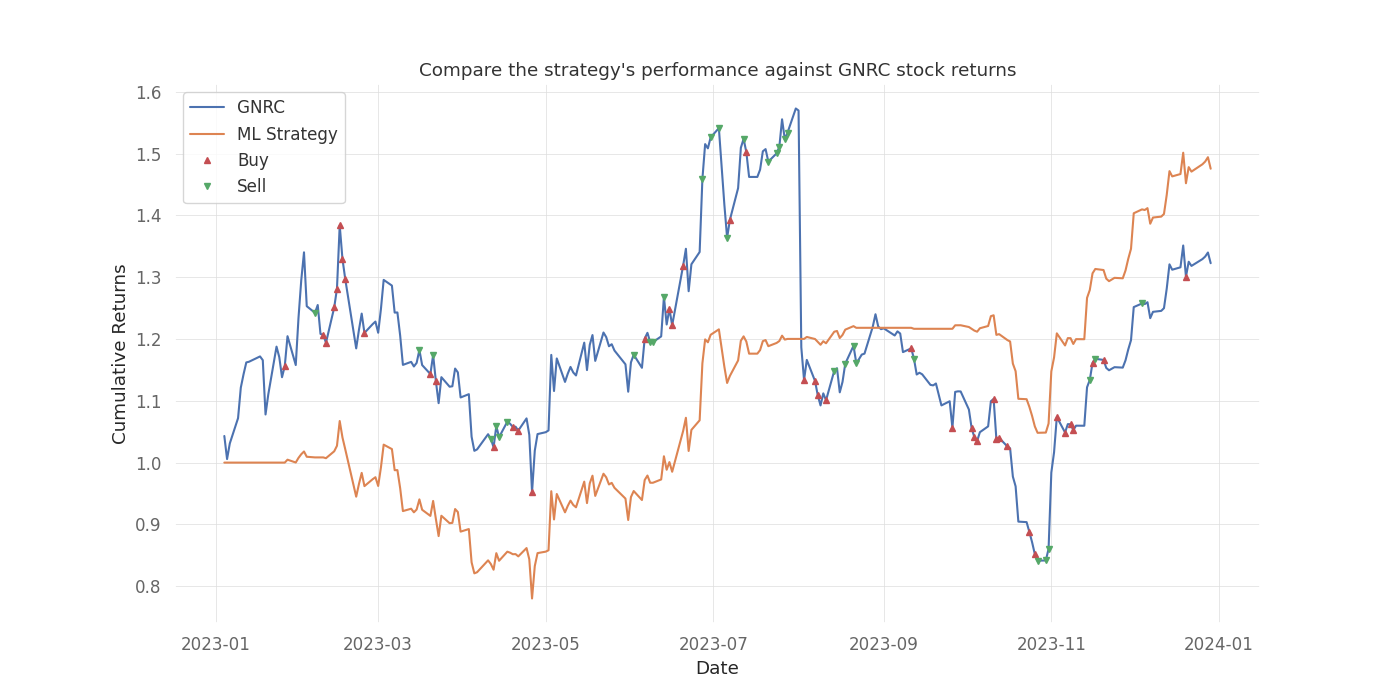 Compare the strategy's performance against GNRC stock returns
GNRC
ML Strategy
Buy
Sell
Cumulative Returns
1.6
1.5
1.4
1.3
1.2
1.1
1.0
0.9
0.8
2023-01
2023-03
2023-05
2023-07
2023-09
2023-11
2024-01
Date